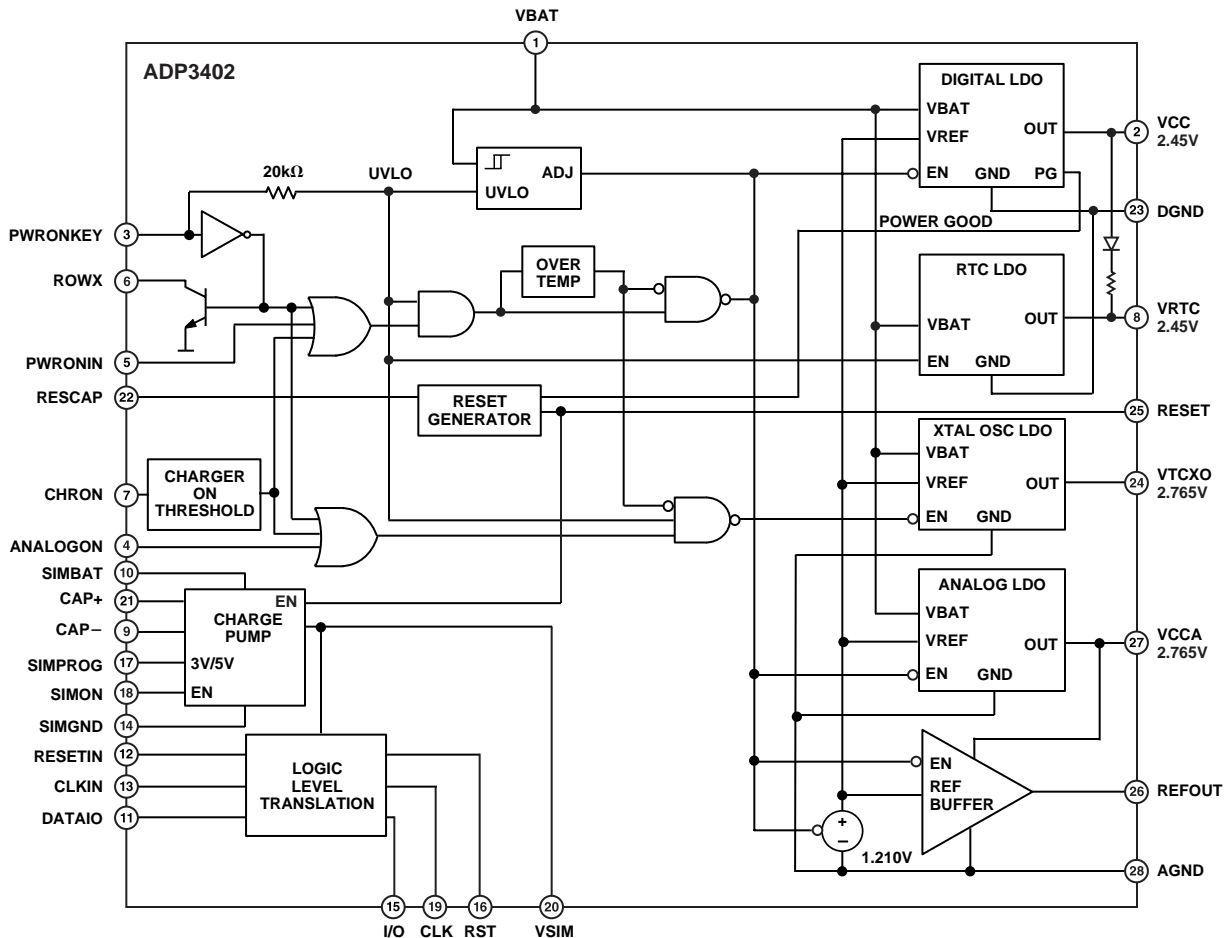 VBAT
1
ADP3402
DIGITAL LDO
VBAT
VREF
OUT
EN
GND
PG
2
VCC
2.45V
20kΩ
UVLO
ADJ
UVLO
POWER GOOD
23
DGND
PWRONKEY
3
ROWX
6
OVER
TEMP
RTC LDO
VBAT
OUT
EN
GND
8
VRTC
2.45V
PWRONIN
5
RESCAP
22
RESET
GENERATOR
25
RESET
XTAL OSC LDO
VBAT
VREF
OUT
EN
GND
24
VTCXO
2.765V
CHRON
7
CHARGER
ON
THRESHOLD
ANALOGON
4
SIMBAT
10
CAP+
21
CAP−
9
SIMPROG
17
SIMON
18
SIMGND
14
EN
CHARGE
PUMP
3V/5V
EN
ANALOG LDO
VBAT
VREF
OUT
EN
GND
27
VCCA
2.765V
RESETIN
12
CLKIN
13
DATAIO
11
LOGIC
LEVEL
TRANSLATION
EN
REF
BUFFER
26
REFOUT
+
−
1.210V
28
AGND
15
19
16
20
I/O
CLK
RST
VSIM